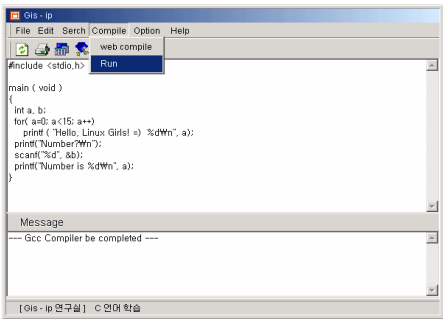 Gis - ip
File Edit Serch Compile Option Help
web compile
Run
#include <stdio.h>
main ( void )
{
int a, b;
for( a=0; a<15; a++)
printf ( "Hello, Linux Girls! =) %d₩n", a);
printf("Number?₩n");
scanf("%d", &b);
printf("Number is %d₩n", a);
}
Message
--- Gcc Compiler be completed ---
[ Gis - ip 연구실 ] C 언어 학습